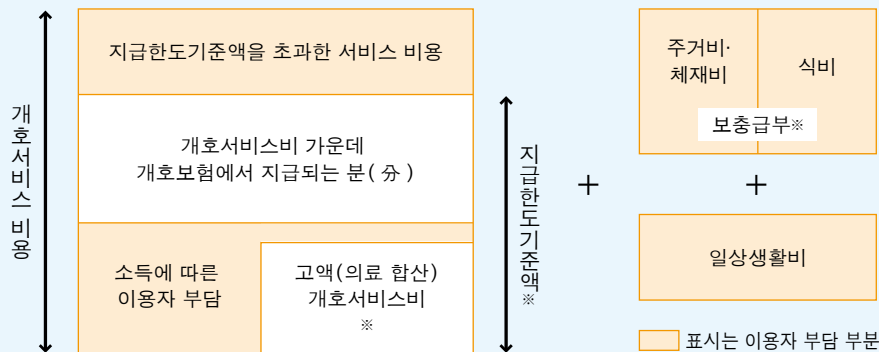 개호서비스 비용
지급한도기준액을 초과한 서비스 비용
개호서비스비 가운데
개호보험에서 지급되는 분( 分 )
소득에 따른
이용자 부담
고액(의료 합산)
개호서비스비
※
지급한도기준액※
+
주거비·
체재비
식비
보충급부※
+
일상생활비
표시는 이용자 부담 부분